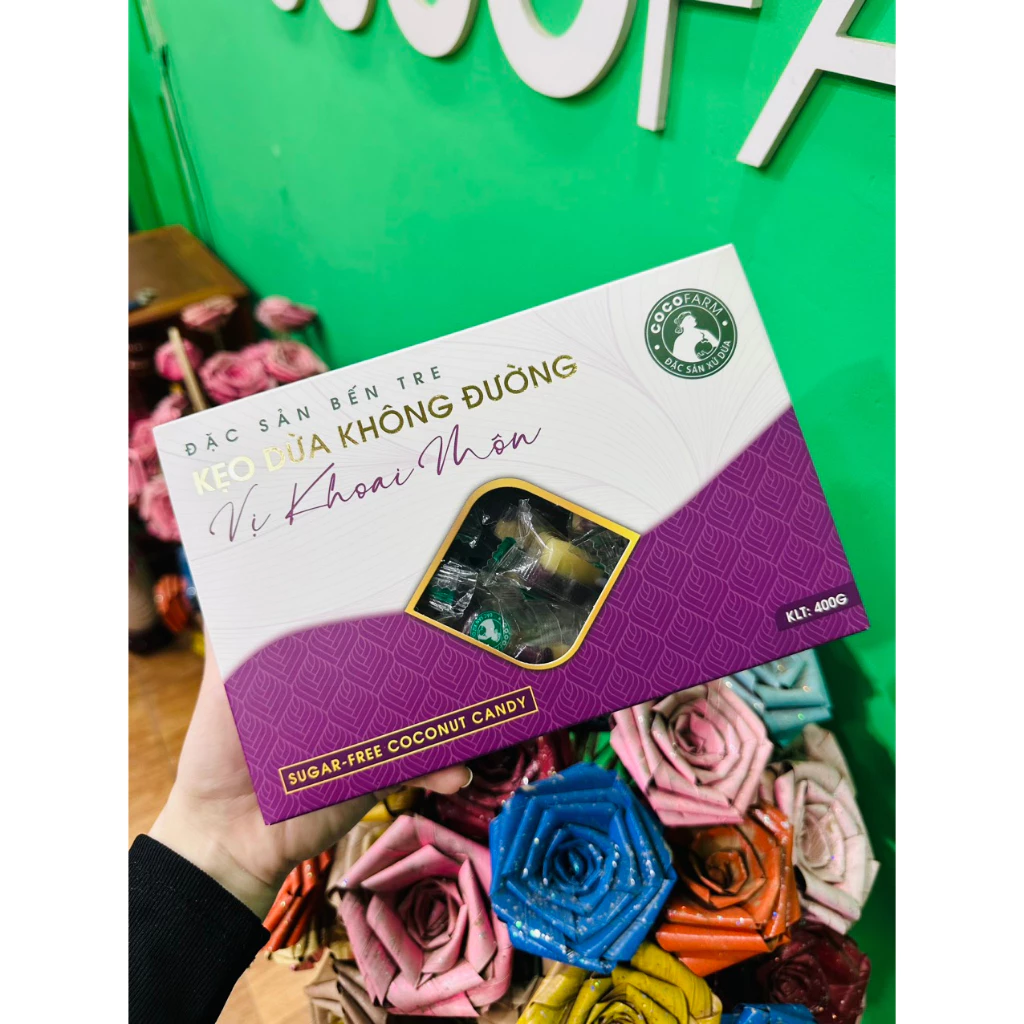 ĐẶC SẢN BẾN TRE
KẸO DỪA KHÔNG ĐƯỜNG
Vị Khoai Môn
COCOFARM
ĐẶC SẢN XỨ DỪA
KLT: 400G
SUGAR-FREE COCONUT CANDY